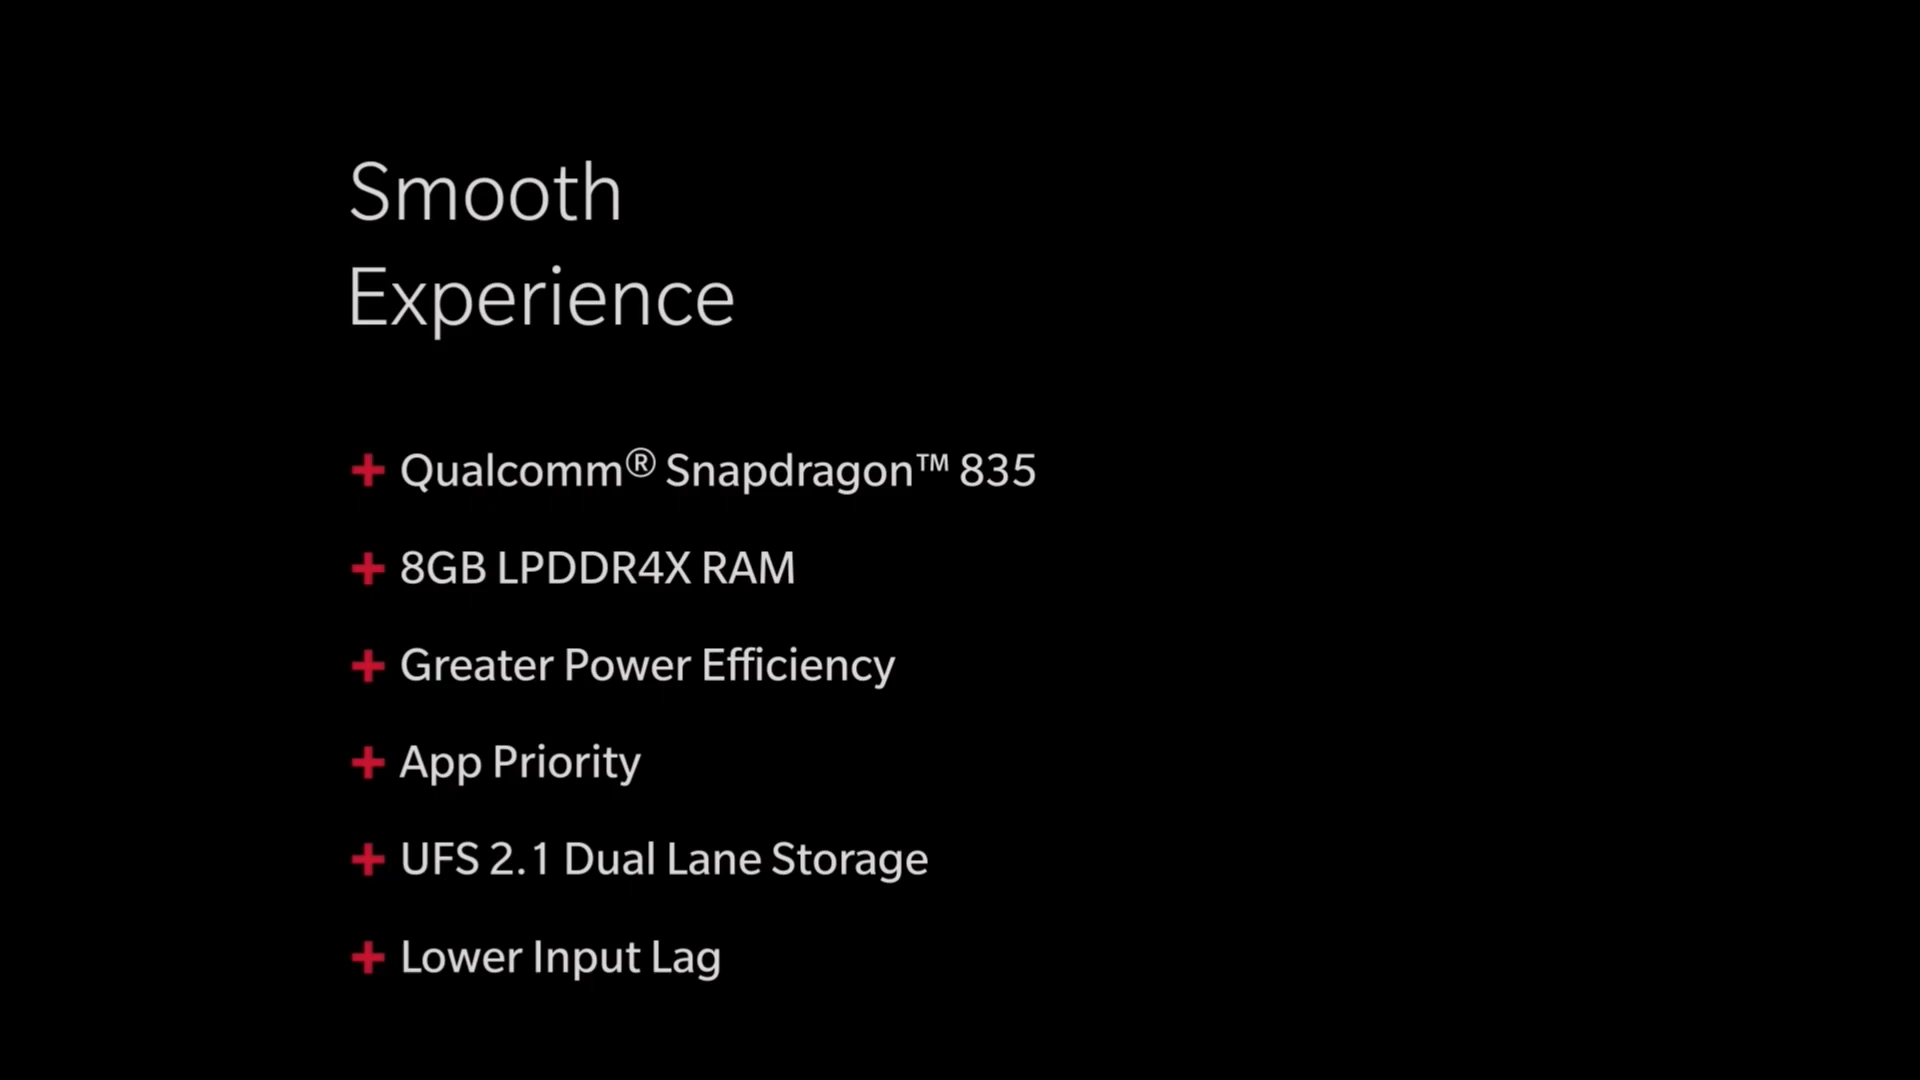 Smooth
Experience
+ Qualcomm® Snapdragon™ 835
+ 8GB LPDDR4X RAM
+ Greater Power Efficiency
+ App Priority
+ UFS 2.1 Dual Lane Storage
+ Lower Input Lag